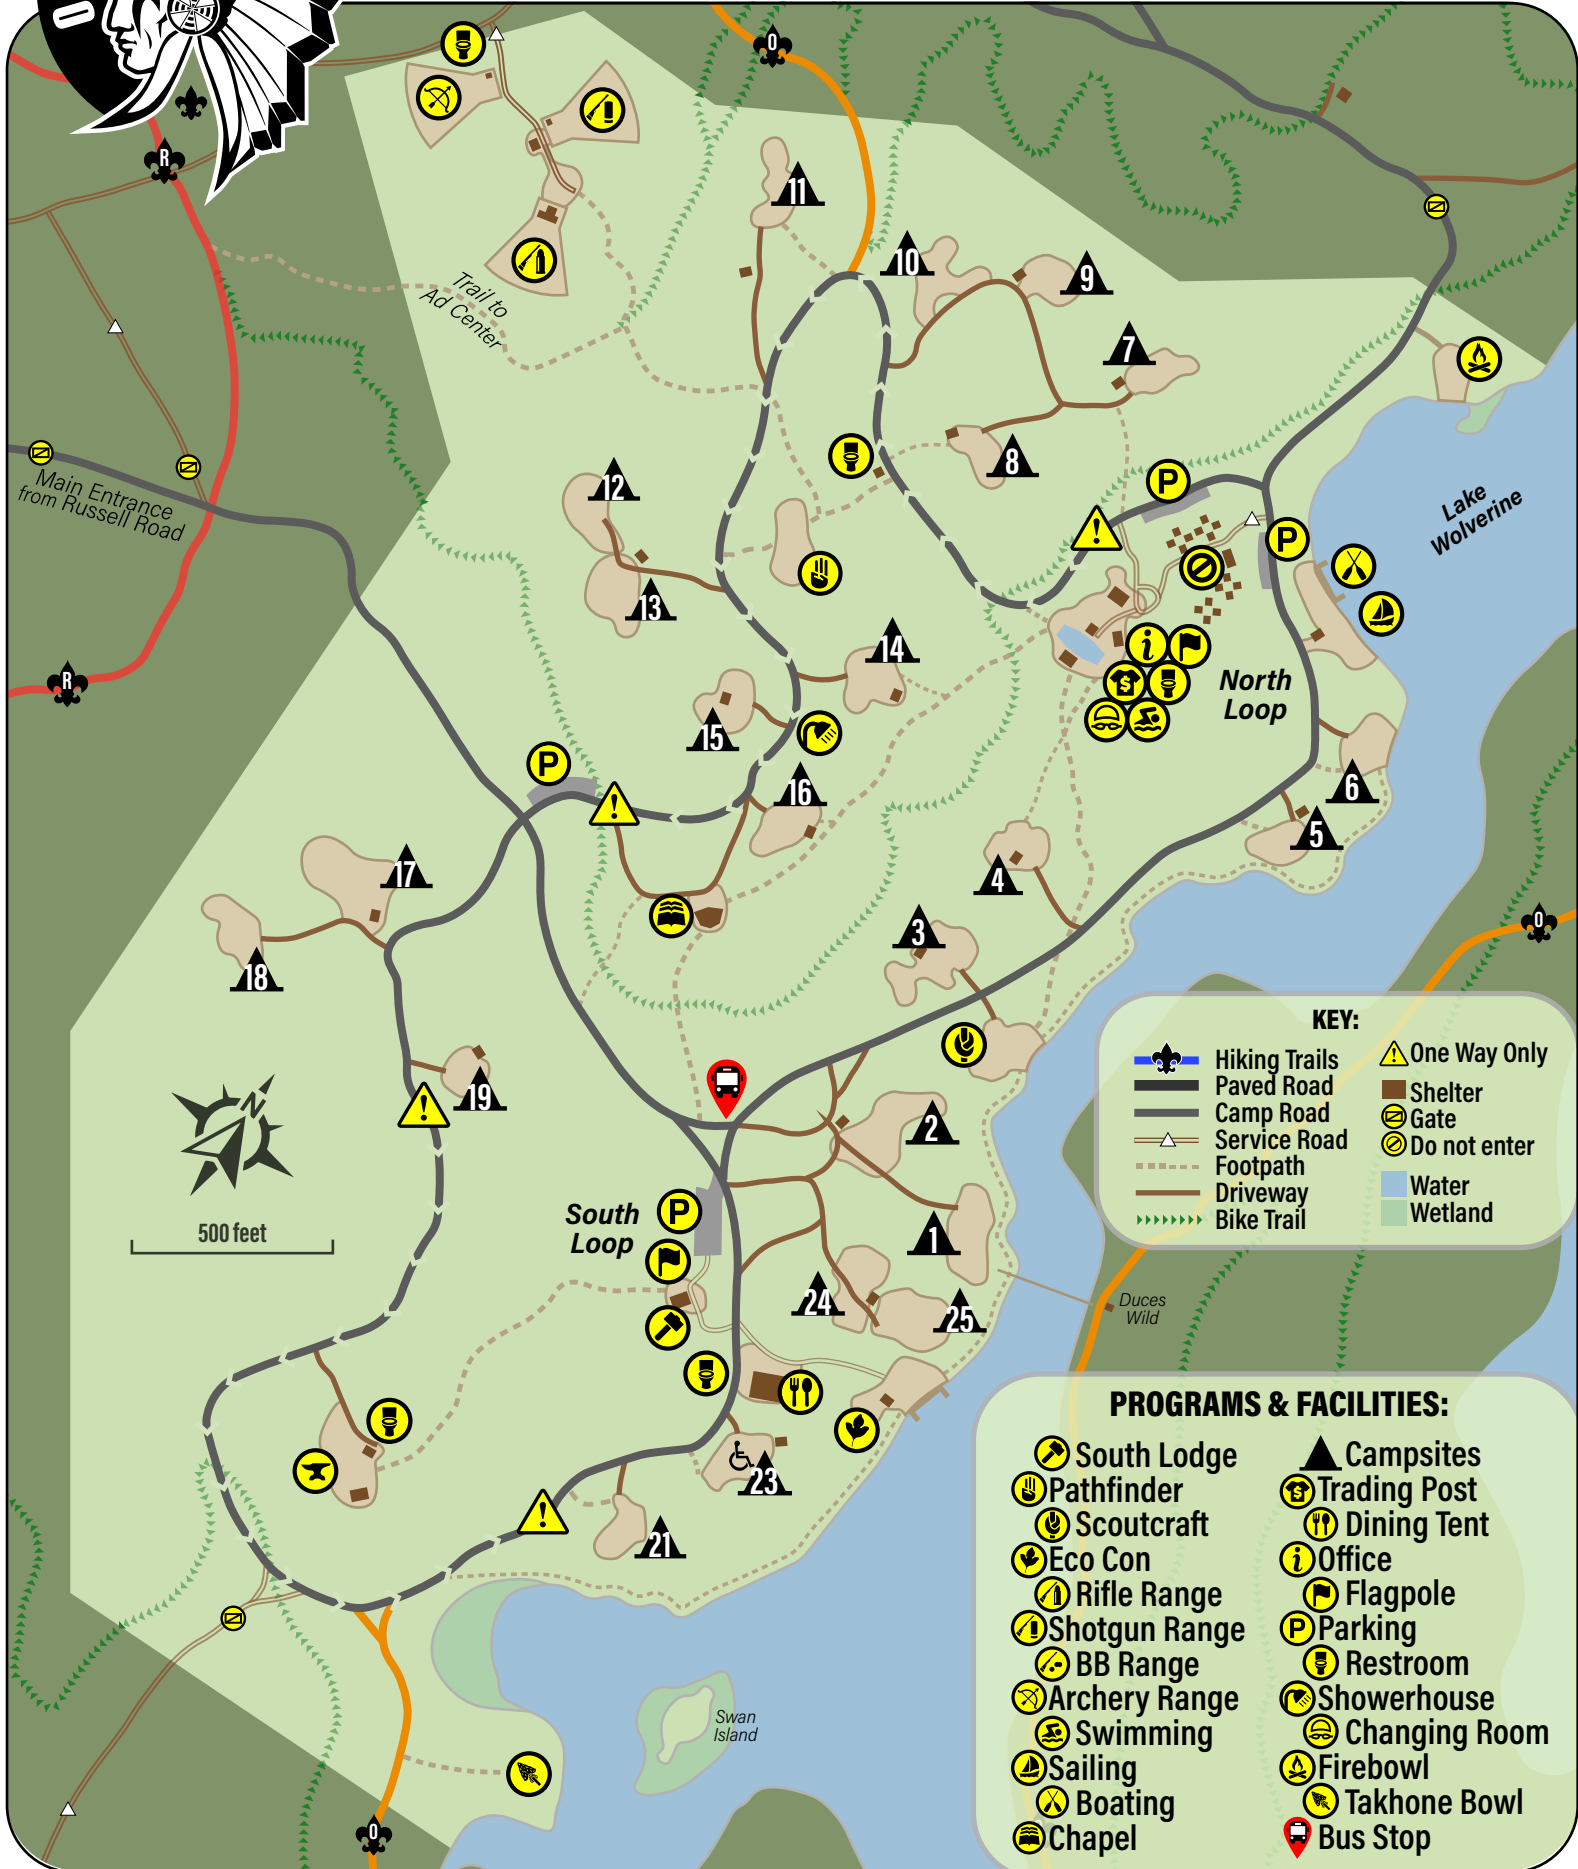 O
R
R
O
O
O
11
10
9
7
8
12
13
14
15
16
17
18
19
6
5
4
3
2
1
24
25
23
21
P
P
P
P
!
!
!
!
i
S
Trail to
Ad Center
Main Entrance
from Russell Road
Lake
Wolverine
North
Loop
South
Loop
N
500 feet
Duces
Wild
Swan
Island
KEY:
Hiking Trails
Paved Road
Camp Road
Service Road
Footpath
Driveway
Bike Trail
! One Way Only
Shelter
Gate
Do not enter
Water
Wetland
PROGRAMS & FACILITIES:
South Lodge
Pathfinder
Scoutcraft
Eco Con
Rifle Range
Shotgun Range
BB Range
Archery Range
Swimming
Sailing
Boating
Chapel
Campsites
S Trading Post
Dining Tent
i Office
Flagpole
P Parking
Restroom
Showerhouse
Changing Room
Firebowl
Takhone Bowl
Bus Stop